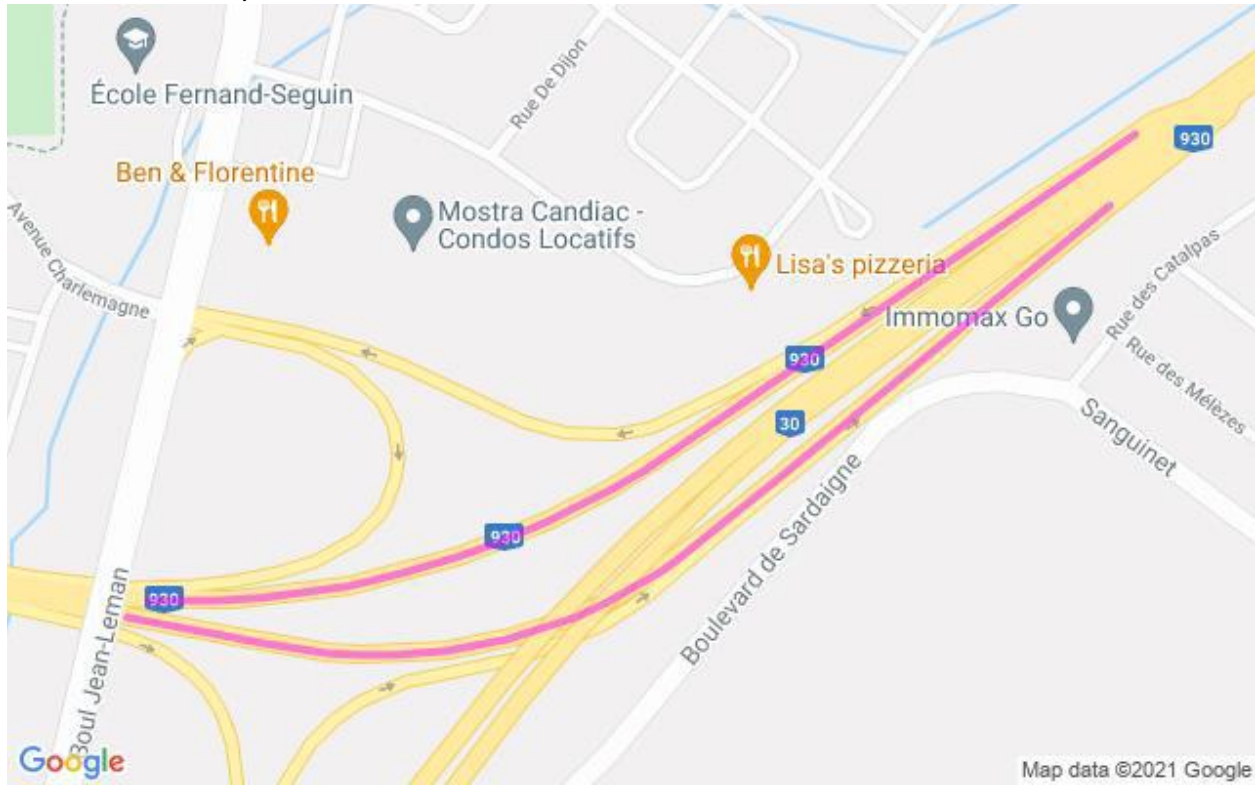 École Fernand-Seguin
Rue De Dijon
930
Ben & Florentine
Mostra Candiac -
Condos Locatifs
Avenue Charlemagne
Lisa's pizzeria
Immomax Go
Rue des Catalpas
Rue des Mélèzes
930
30
Sanguinet
930
Boulevard de Sardaigne
930
Boul Jean-Leman
Google
Map data ©2021 Google